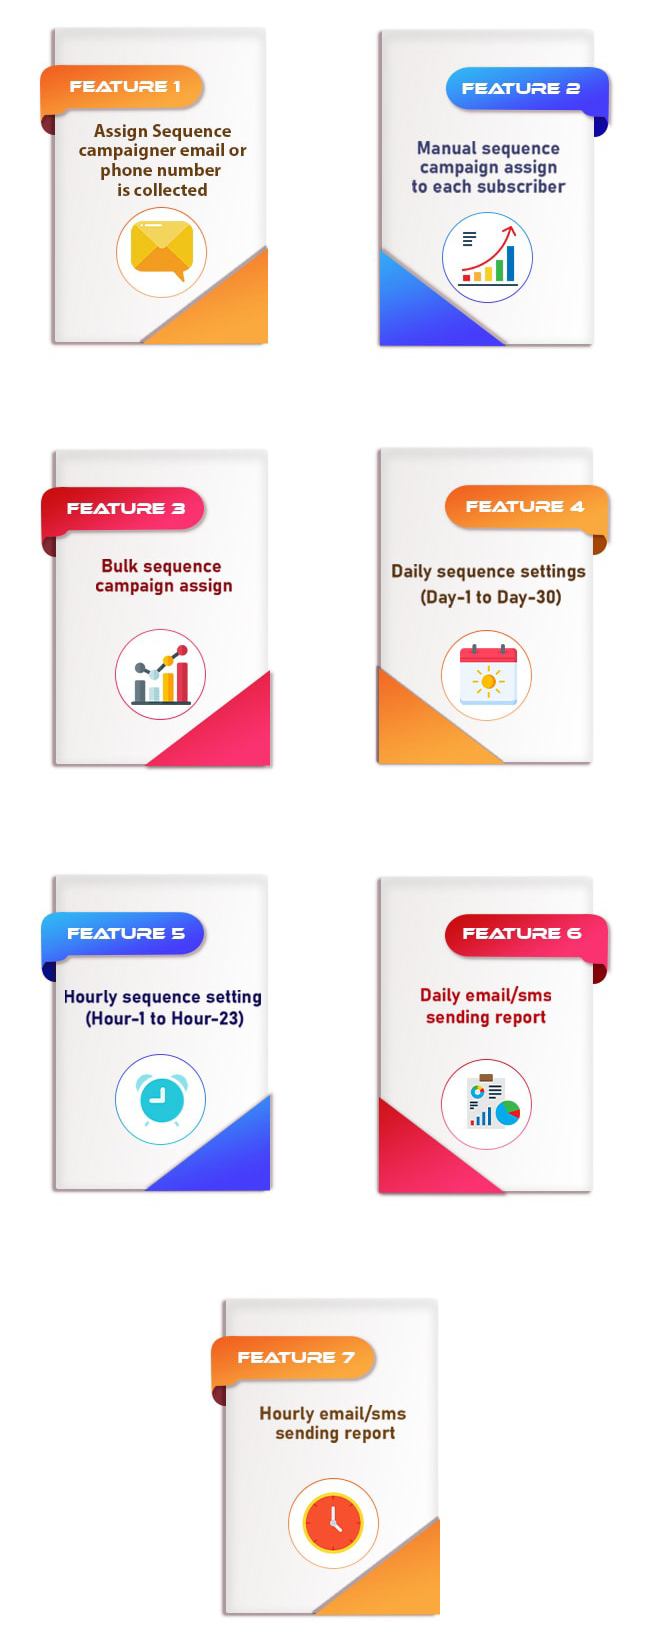 FEATURE 1
Assign Sequence
campaigner email or
phone number
is collected
FEATURE 2
Manual sequence
campaign assign
to each subscriber
FEATURE 3
Bulk sequence
campaign assign
FEATURE 4
Daily sequence settings
(Day-1 to Day-30)
FEATURE 5
Hourly sequence setting
(Hour-1 to Hour-23)
FEATURE 6
Daily email/sms
sending report
FEATURE 7
Hourly email/sms
sending report